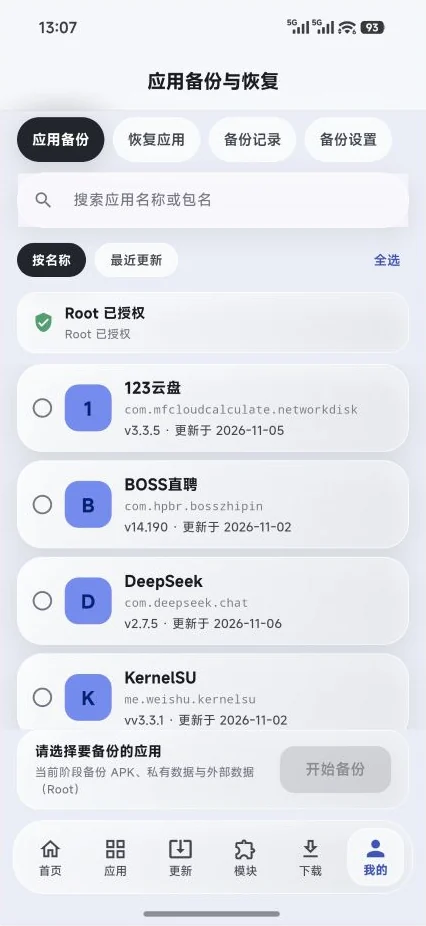 13:07
5G 5G 6 93
应用备份与恢复
应用备份 恢复应用 备份记录 备份设置
搜索应用名称或包名
按名称 最近更新 全选
Root 已授权
Root 已授权
1
123云盘
com.mfcloudcalculate.networkdisk
v3.3.5 · 更新于 2026-11-05
B
BOSS直聘
com.hpbr.bosszhipin
v14.190 · 更新于 2026-11-02
D
DeepSeek
com.deepseek.chat
v2.7.5 · 更新于 2026-11-06
K
KernelSU
me.weishu.kernelsu
vv3.3.1 · 更新于 2026-11-02
请选择要备份的应用
当前阶段备份 APK、私有数据与外部数据
（Root）
开始备份
首页 应用 更新 模块 下载 我的